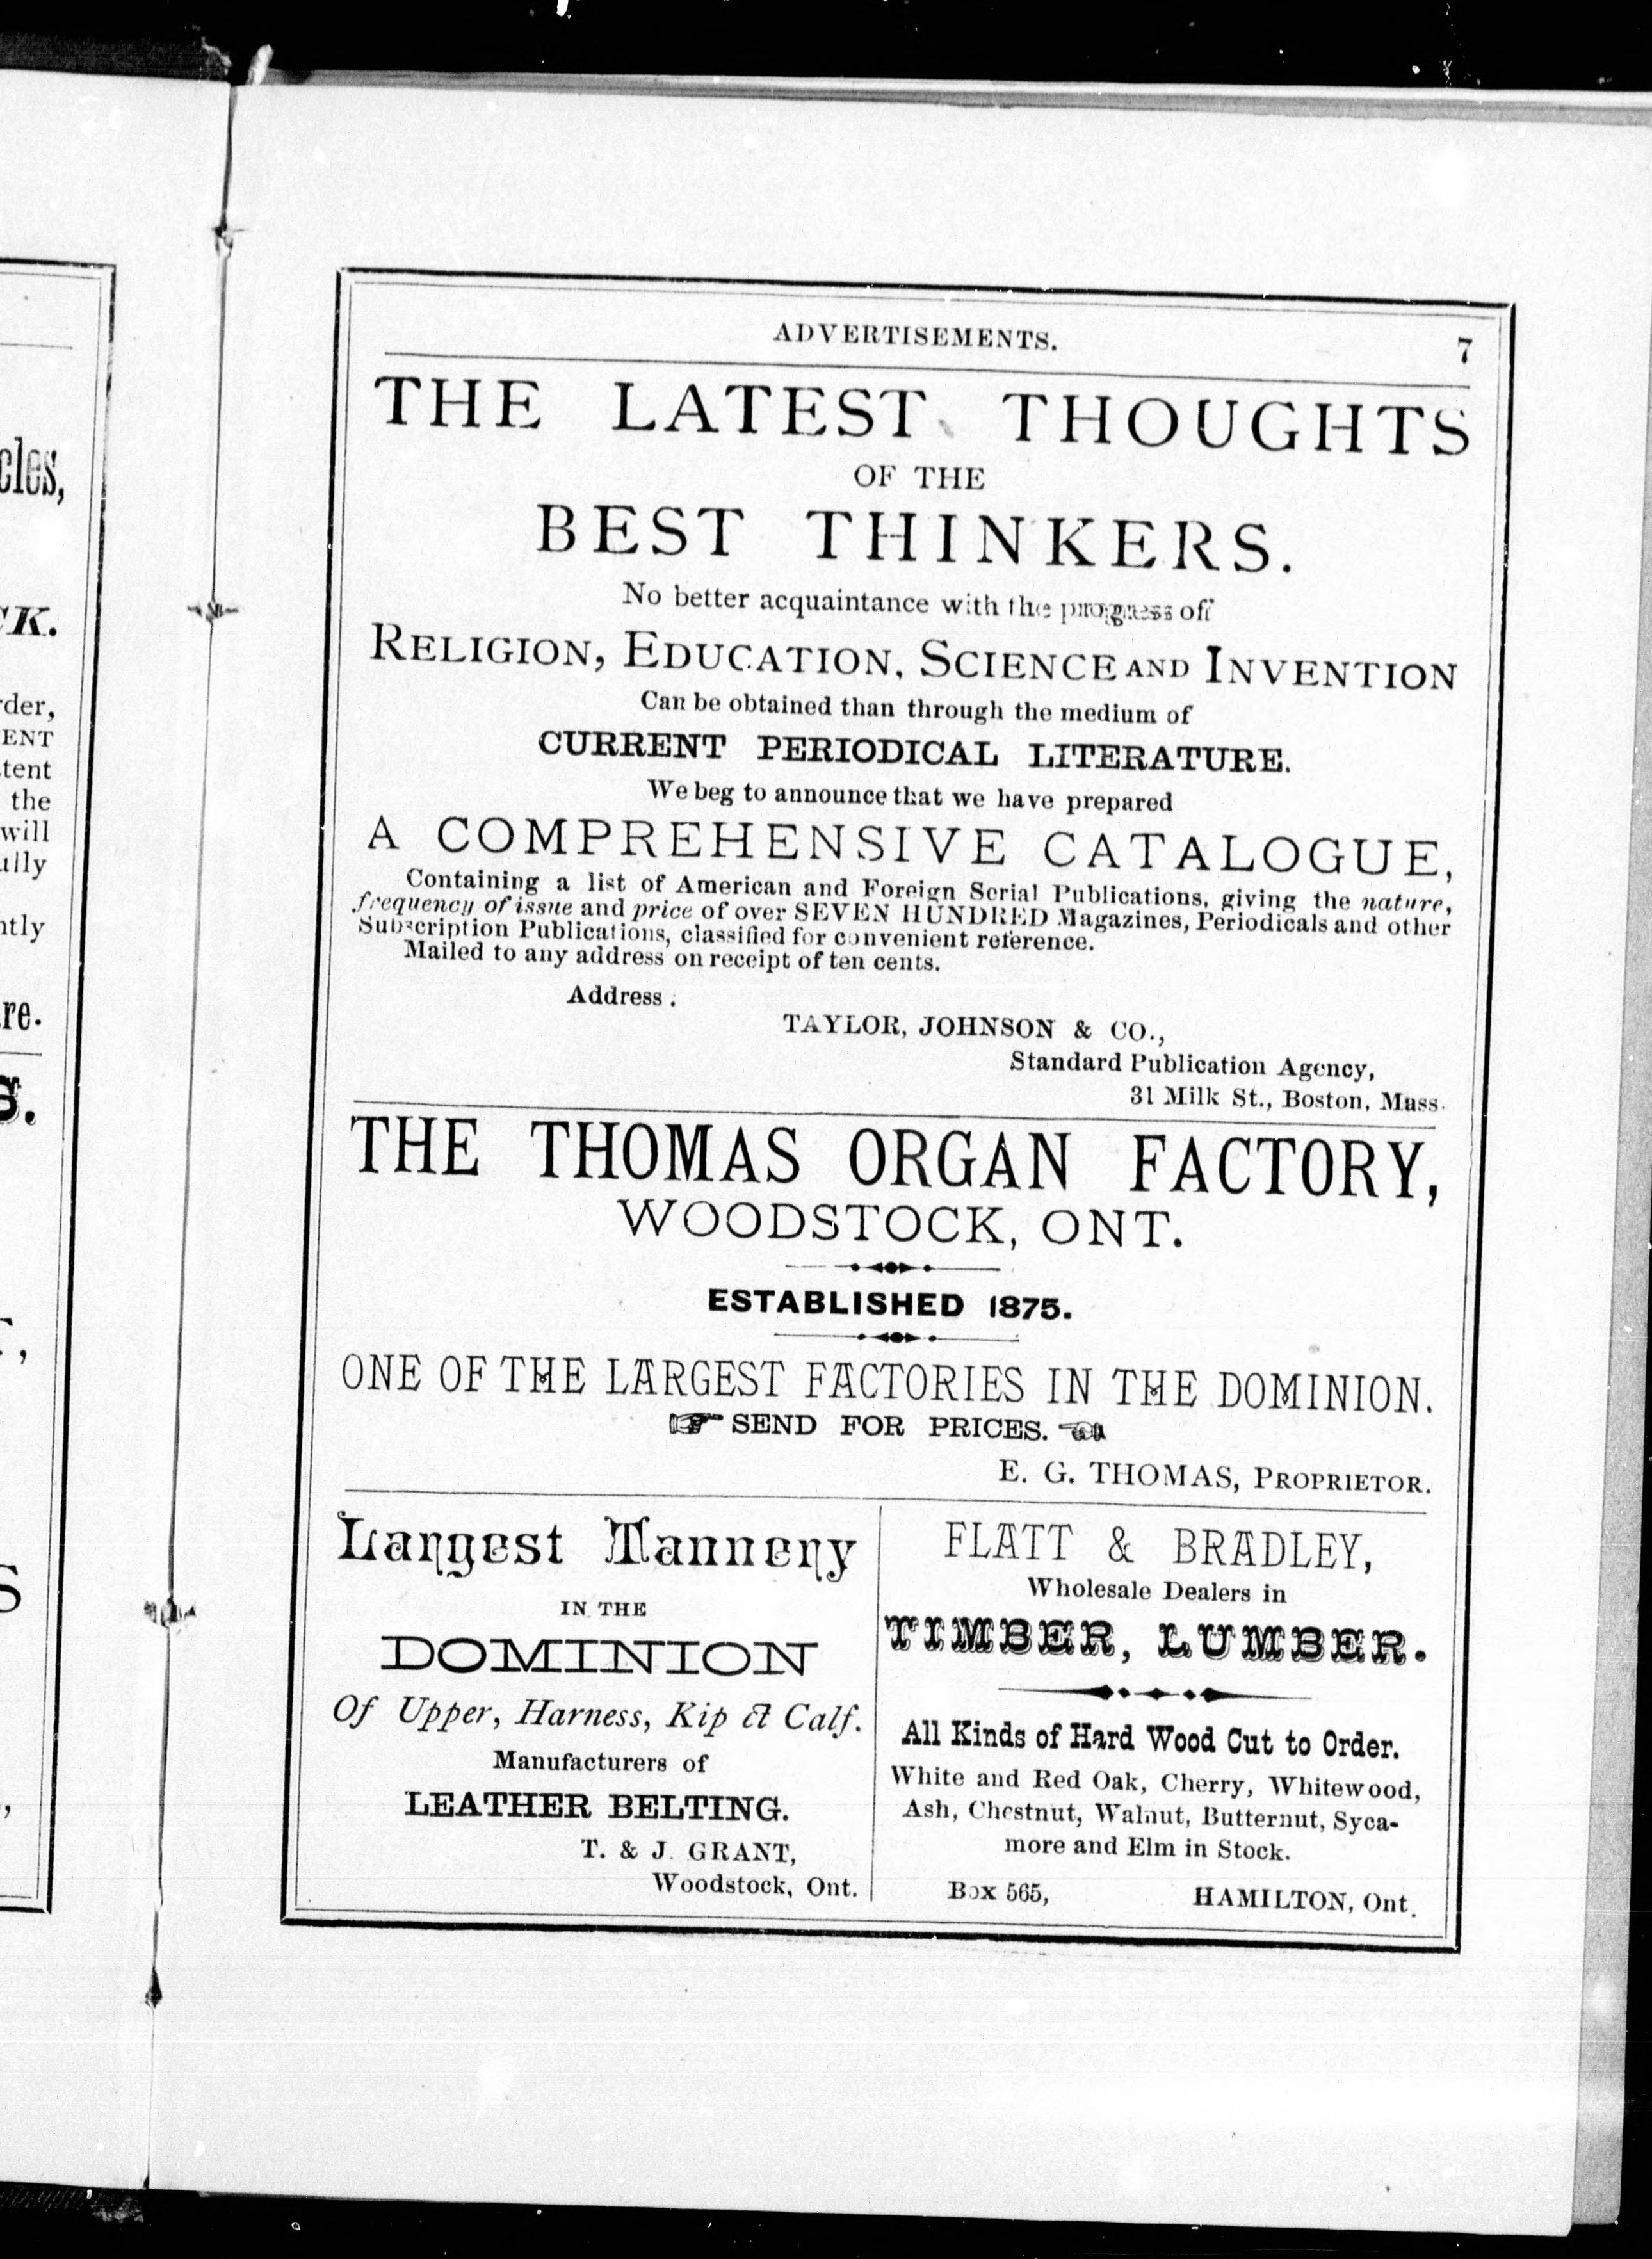 ADVERTISEMENTS. 7
THE LATEST THOUGHTS
OF THE
BEST THINKERS.
No better acquaintance with the progress of
RELIGION, EDUCATION, SCIENCE AND INVENTION
Can be obtained than through the medium of
CURRENT PERIODICAL LITERATURE.
We beg to announce that we have prepared
A COMPREHENSIVE CATALOGUE,
Containing a list of American and Foreign Serial Publications, giving the nature,
frequency of issue and price of over SEVEN HUNDRED Magazines, Periodicals and other
Subscription Publications, classified for convenient reference.
Mailed to any address on receipt of ten cents.
Address:
TAYLOR, JOHNSON & CO.,
Standard Publication Agency,
31 Milk St., Boston, Mass.
THE THOMAS ORGAN FACTORY,
WOODSTOCK, ONT.
ESTABLISHED 1875.
ONE OF THE LARGEST FACTORIES IN THE DOMINION.
☞ SEND FOR PRICES. ☜
E. G. THOMAS, PROPRIETOR.
Largest Tannery
IN THE
DOMINION
Of Upper, Harness, Kip & Calf.
Manufacturers of
LEATHER BELTING.
T. & J. GRANT,
Woodstock, Ont.
FLATT & BRADLEY,
Wholesale Dealers in
TIMBER, LUMBER.
All Kinds of Hard Wood Cut to Order.
White and Red Oak, Cherry, Whitewood,
Ash, Chestnut, Walnut, Butternut, Syca-
more and Elm in Stock.
Box 565, HAMILTON, Ont.